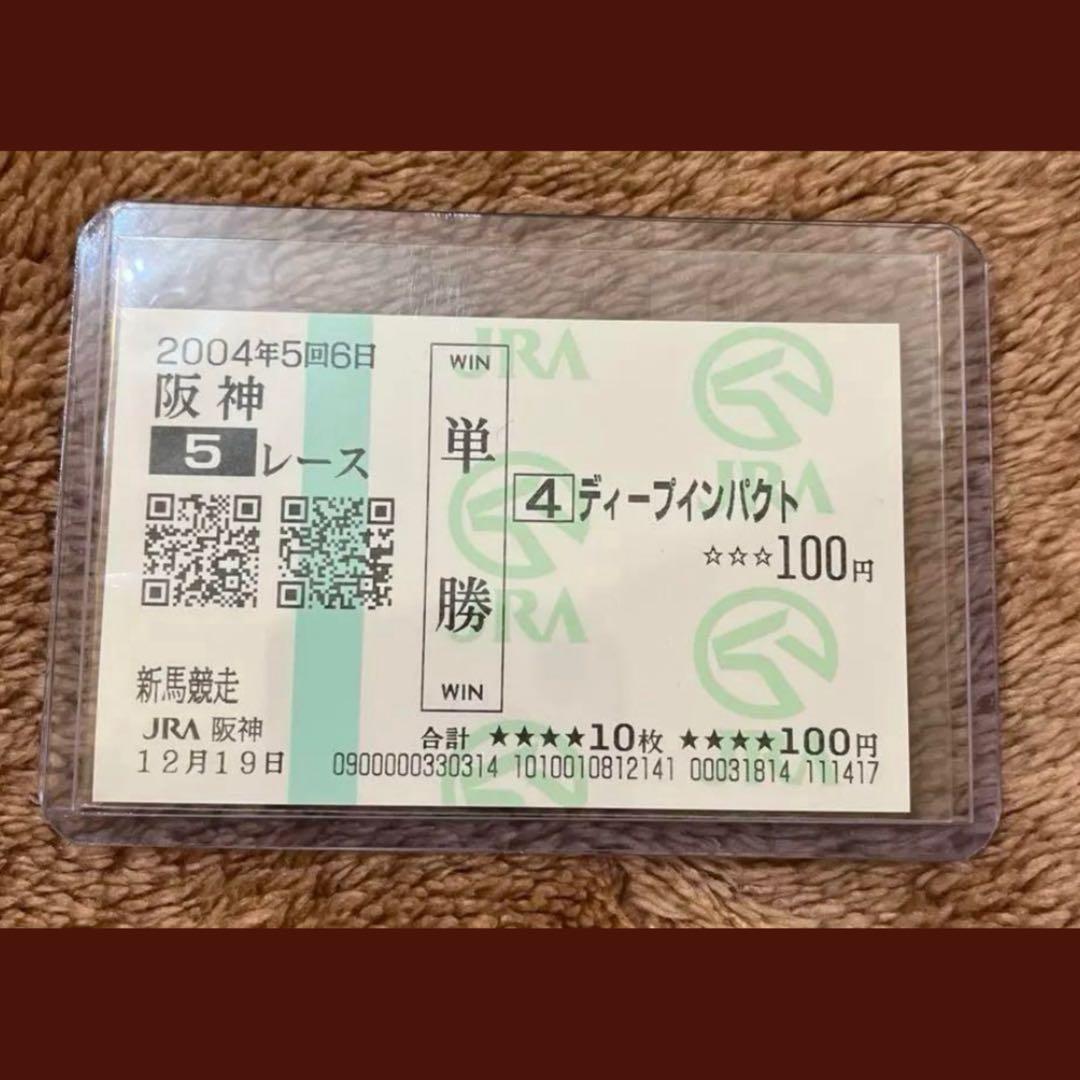 2004年5回6日
阪神
5レース
新馬競走
JRA 阪神
12月19日
WIN
単勝
WIN
4ディープインパクト
☆☆☆100円
合計 ★★★★10枚 ★★★★100円
0900000330314 1010010812141 00031814 111417
JRA
JRA
JRA